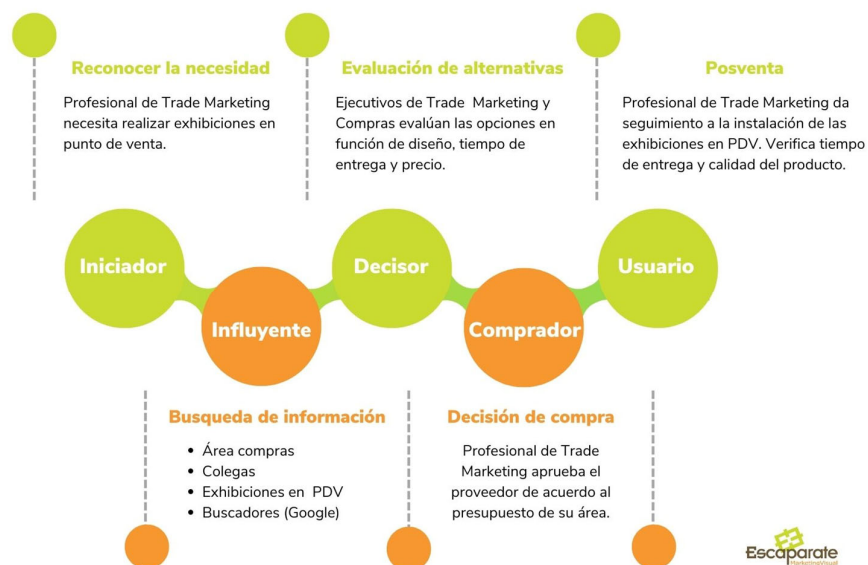 Reconocer la necesidad
Profesional de Trade Marketing
necesita realizar exhibiciones en
punto de venta.
Evaluación de alternativas
Ejecutivos de Trade Marketing y
Compras evalúan las opciones en
función de diseño, tiempo de
entrega y precio.
Posventa
Profesional de Trade Marketing da
seguimiento a la instalación de las
exhibiciones en PDV. Verifica tiempo
de entrega y calidad del producto.
Iniciador
Influyente
Decisor
Comprador
Usuario
Busqueda de información
• Área compras
• Colegas
• Exhibiciones en PDV
• Buscadores (Google)
Decisión de compra
Profesional de Trade
Marketing aprueba el
proveedor de acuerdo al
presupuesto de su área.
Escaparate
MarketingVisual